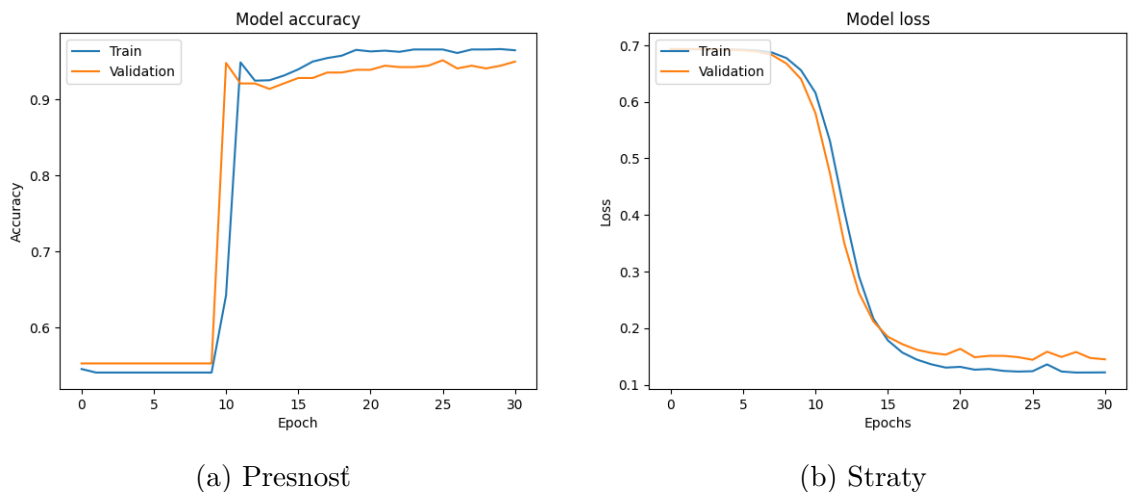 Model accuracy
Train
Validation
0.9
0.8
0.7
0.6
Accuracy
0 5 10 15 20 25 30
Epoch
(a) Presnosť
Model loss
Train
Validation
0.7
0.6
0.5
0.4
0.3
0.2
0.1
Loss
0 5 10 15 20 25 30
Epochs
(b) Straty